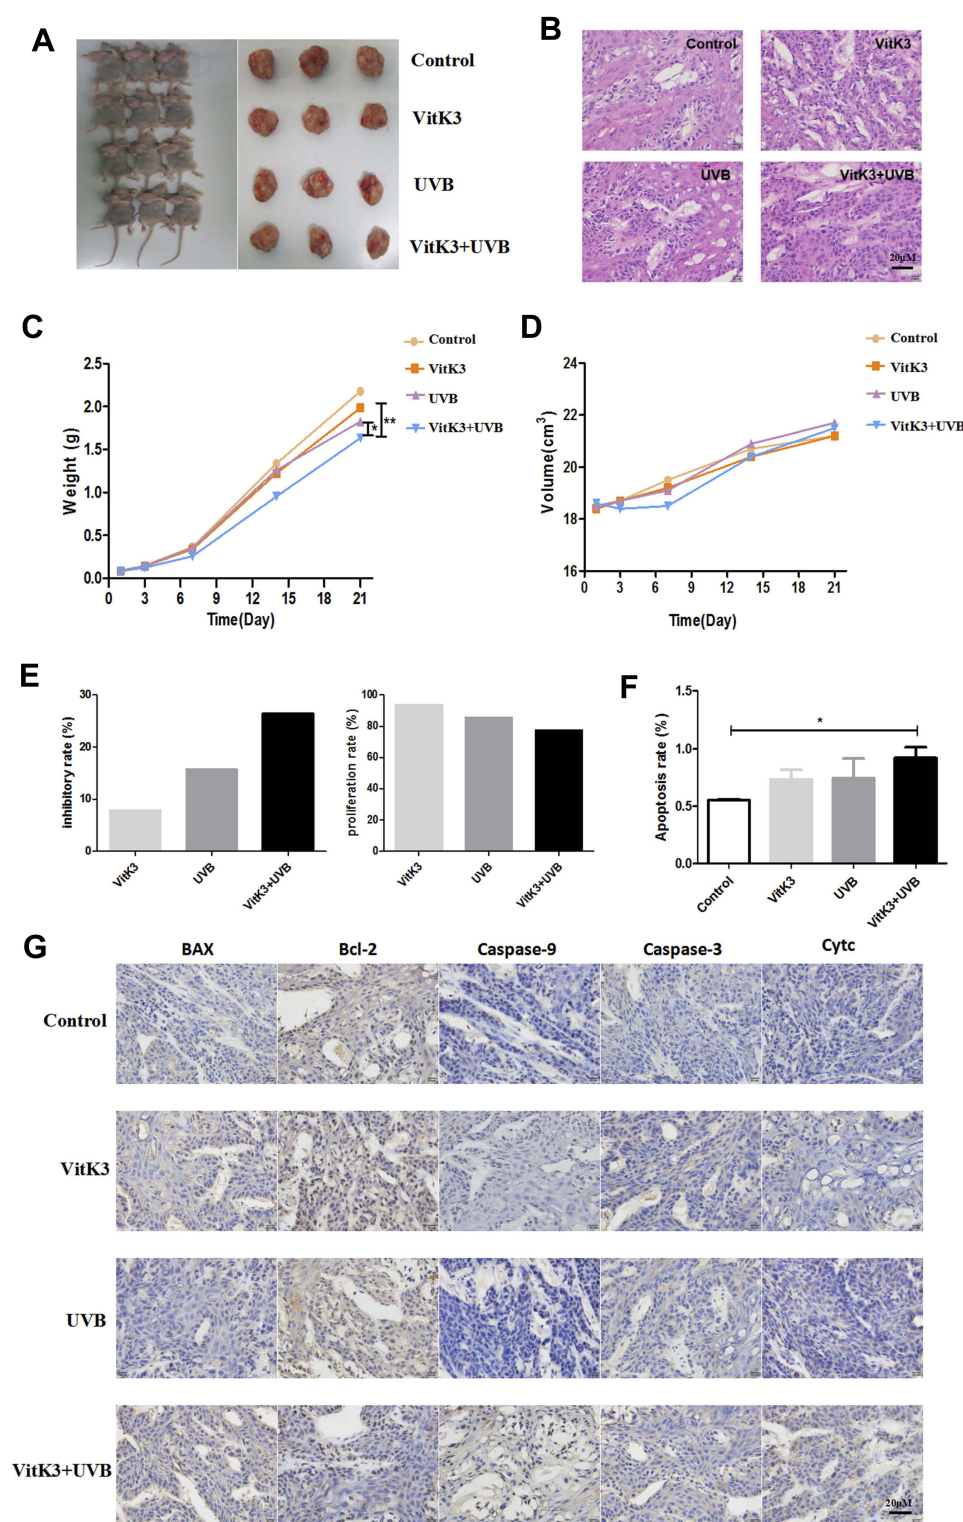 A
Control
VitK3
UVB
VitK3+UVB
B
Control
VitK3
UVB
VitK3+UVB
20μM
C
Control
VitK3
UVB
VitK3+UVB
2.5
2.0
1.5
1.0
0.5
0.0
Weight (g)
**
*
0 3 6 9 12 15 18 21
Time(Day)
D
Control
VitK3
UVB
VitK3+UVB
24
22
20
18
16
Volume(cm³)
0 3 6 9 12 15 18 21
Time(Day)
E
30
20
10
0
inhibitory rate (%)
VitK3
UVB
VitK3+UVB
100
80
60
40
20
0
proliferation rate (%)
VitK3
UVB
VitK3+UVB
F
1.5
1.0
0.5
0.0
Apoptosis rate (%)
*
Control
VitK3
UVB
VitK3+UVB
G
BAX Bcl-2 Caspase-9 Caspase-3 Cytc
Control
VitK3
UVB
VitK3+UVB
20μM